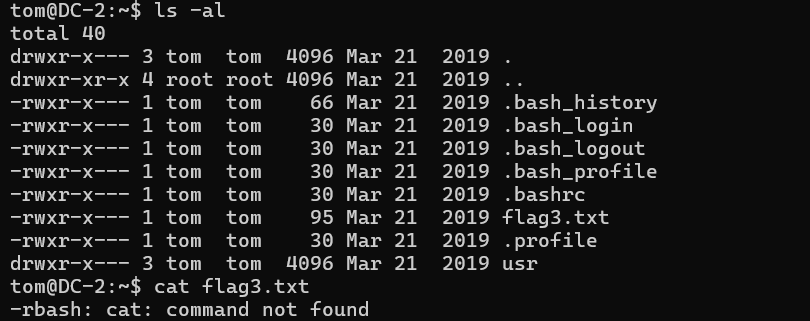 tom@DC-2:~$ ls -al
total 40
drwxr-x--- 3 tom  tom  4096 Mar 21  2019 .
drwxr-xr-x 4 root root 4096 Mar 21  2019 ..
-rwxr-x--- 1 tom  tom    66 Mar 21  2019 .bash_history
-rwxr-x--- 1 tom  tom    30 Mar 21  2019 .bash_login
-rwxr-x--- 1 tom  tom    30 Mar 21  2019 .bash_logout
-rwxr-x--- 1 tom  tom    30 Mar 21  2019 .bash_profile
-rwxr-x--- 1 tom  tom    30 Mar 21  2019 .bashrc
-rwxr-x--- 1 tom  tom    95 Mar 21  2019 flag3.txt
-rwxr-x--- 1 tom  tom    30 Mar 21  2019 .profile
drwxr-x--- 3 tom  tom  4096 Mar 21  2019 usr
tom@DC-2:~$ cat flag3.txt
-rbash: cat: command not found